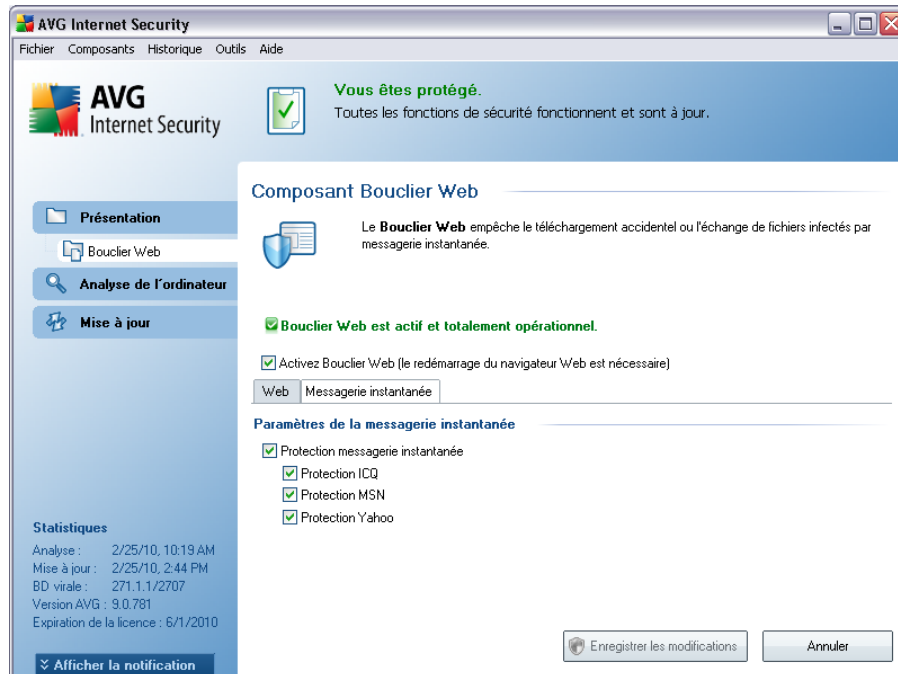 AVG Internet Security
Fichier Composants Historique Outils Aide
AVG
Internet Security
Vous êtes protégé.
Toutes les fonctions de sécurité fonctionnent et sont à jour.
Présentation
Bouclier Web
Analyse de l'ordinateur
Mise à jour
Composant Bouclier Web
Le Bouclier Web empêche le téléchargement accidentel ou l'échange de fichiers infectés par
messagerie instantanée.
Bouclier Web est actif et totalement opérationnel.
Activez Bouclier Web (le redémarrage du navigateur Web est nécessaire)
Web Messagerie instantanée
Paramètres de la messagerie instantanée
Protection messagerie instantanée
Protection ICQ
Protection MSN
Protection Yahoo
Statistiques
Analyse : 2/25/10, 10:19 AM
Mise à jour : 2/25/10, 2:44 PM
BD virale : 271.1.1/2707
Version AVG : 9.0.781
Expiration de la licence : 6/1/2010
Afficher la notification
Enregistrer les modifications Annuler